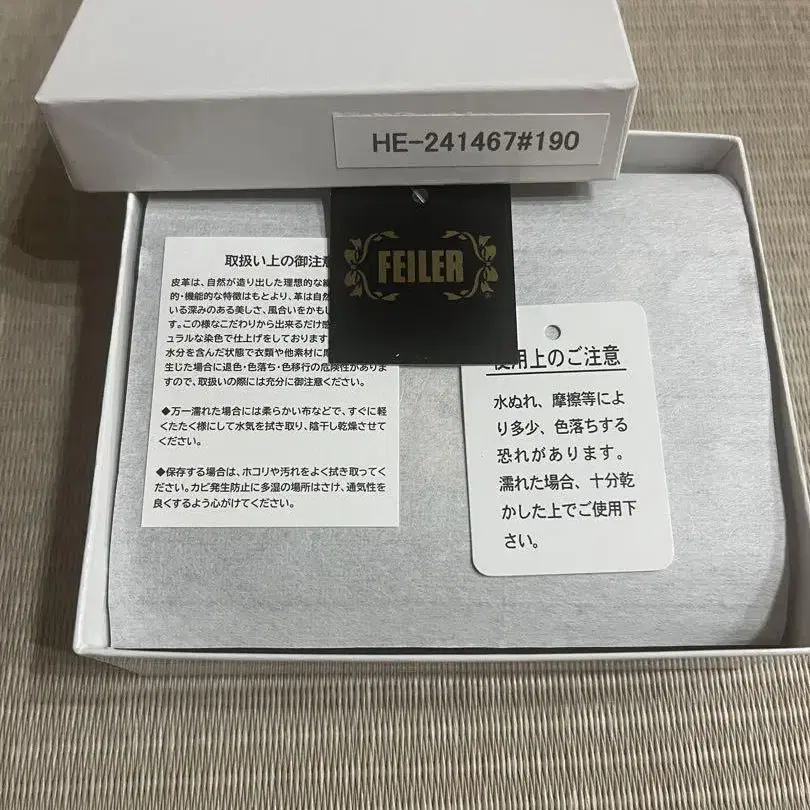 HE-241467#190
FEILER
取扱い上の御注意
皮革は、自然が造り出した理想的な
的・機能的な特徴はもとより、革は自然
いる深みのある美しさ、風合いをかも
す。この様なこだわりから出来るだけ
ュラルな染色で仕上げをしております
水分を含んだ状態で衣類や他素材に
生じた場合に退色・色落ち・色移行の危険性がありま
すので、取扱いの際には充分に御注意ください。
◆万一濡れた場合には柔らかい布などで、すぐに軽
くたたく様にして水気を拭き取り、陰干し乾燥させて
ください。
◆保存する場合は、ホコリや汚れをよく拭き取ってく
ださい。カビ発生防止に多湿の場所はさけ、通気性を
良くするよう心がけてください。
使用上のご注意
水ぬれ、摩擦等によ
り多少、色落ちする
恐れがあります。
濡れた場合、十分乾
かした上でご使用下
さい。